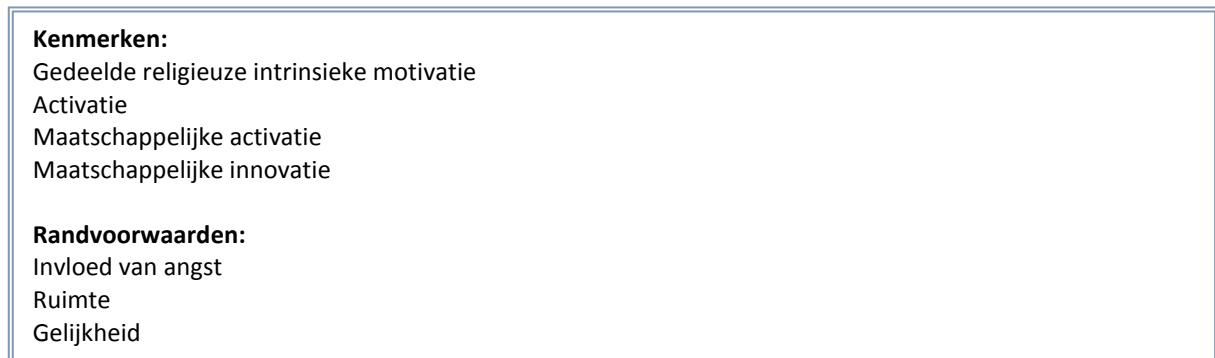 Kenmerken:
Gedeelde religieuze intrinsieke motivatie
Activatie
Maatschappelijke activatie
Maatschappelijke innovatie
Randvoorwaarden:
Invloed van angst
Ruimte
Gelijkheid